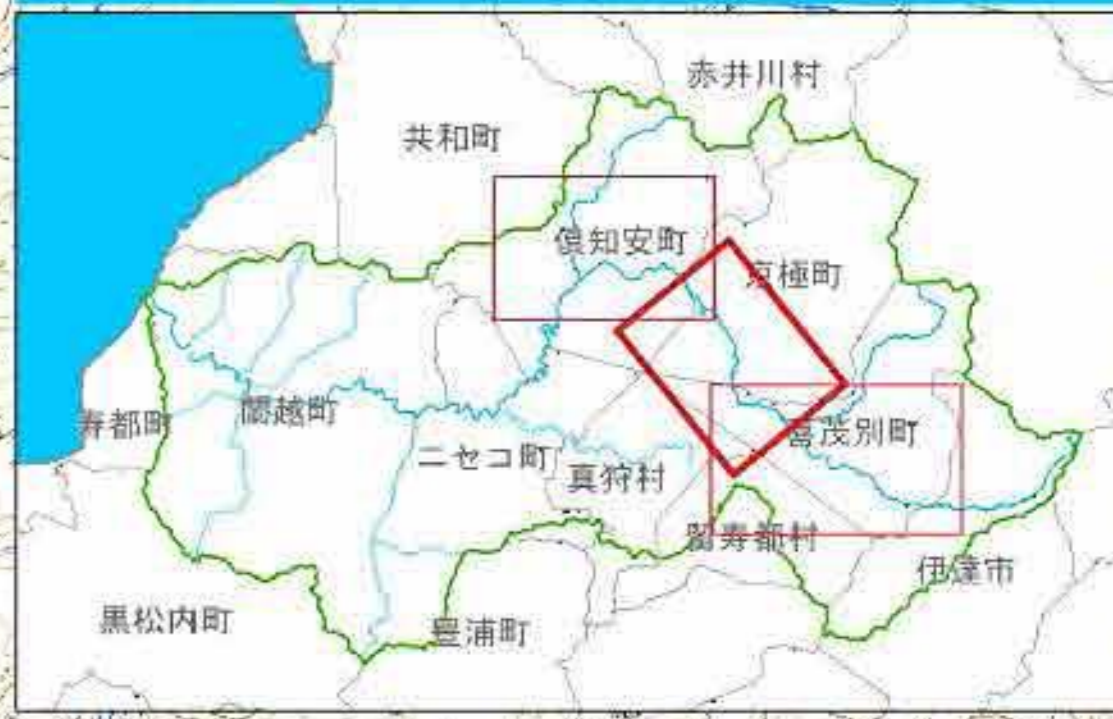 赤井川村
共和町
倶知安町
京極町
寿都町
蘭越町
ニセコ町
喜茂別町
真狩村
留寿都村
伊達市
黒松内町
豊浦町